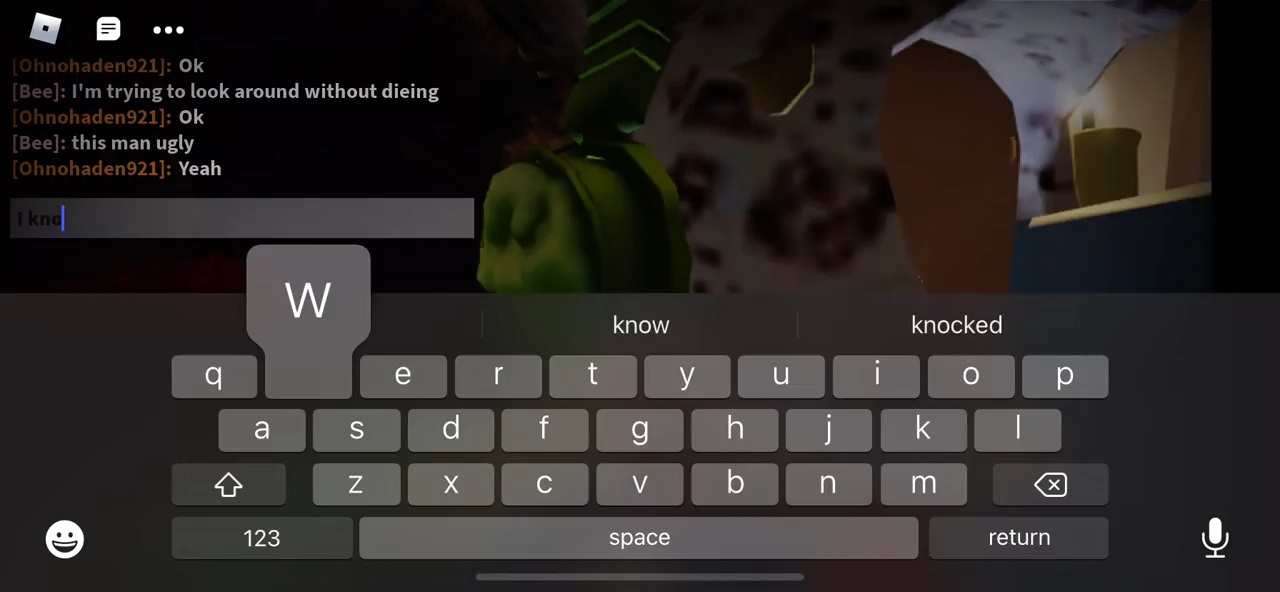 [Ohnohaden921]: Ok
[Bee]: I'm trying to look around without dieing
[Ohnohaden921]: Ok
[Bee]: this man ugly
[Ohnohaden921]: Yeah
I kno
W
know knocked
q e r t y u i o p
a s d f g h j k l
z x c v b n m
123 space return